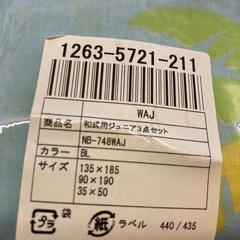 1263-5721-211
WAJ
商品名 和式用ジュニア3点セット
NB-748WAJ
カラー BL
サイズ 135×185
90×190
35×50
プラ 袋 紙 ラベル 440/435